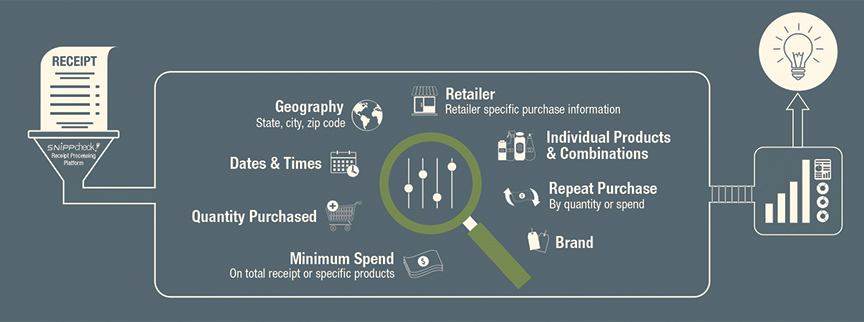 RECEIPT
SNIPPcheck
Receipt Processing
Platform
Geography
State, city, zip code
Dates & Times
Quantity Purchased
Minimum Spend
On total receipt or specific products
Retailer
Retailer specific purchase information
Individual Products
& Combinations
Repeat Purchase
By quantity or spend
Brand